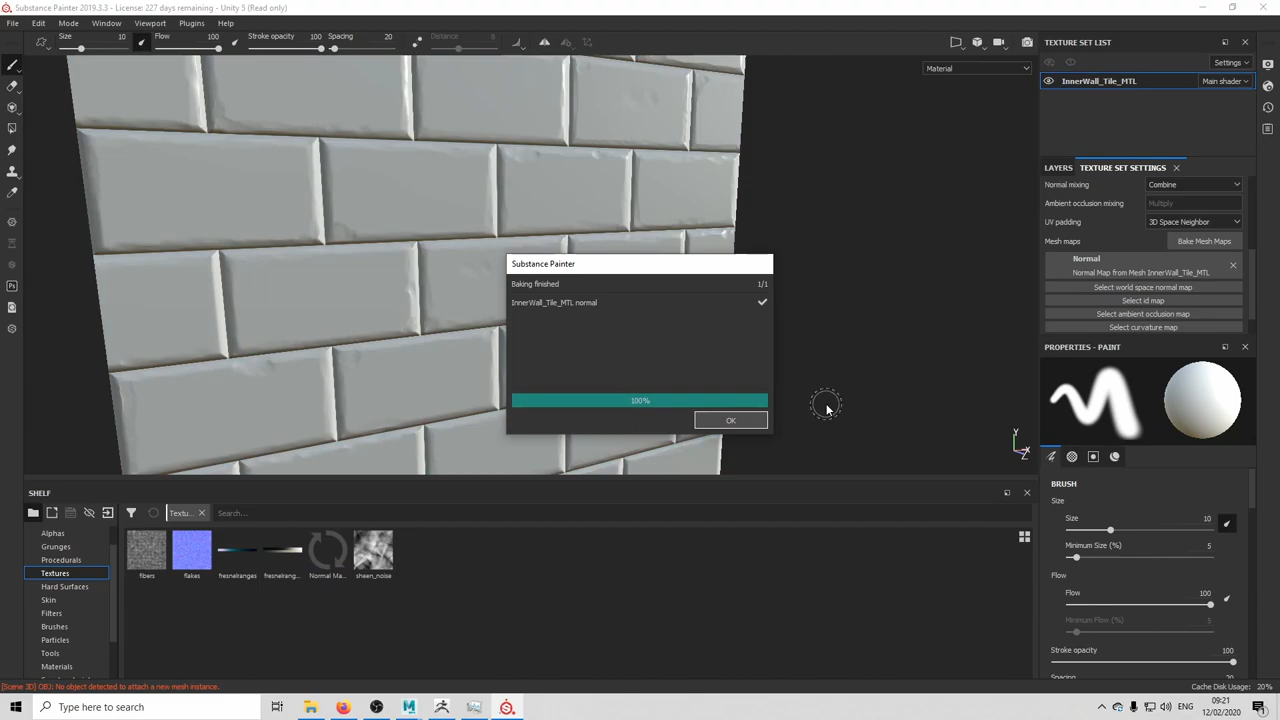 Substance Painter 2019.3.3 - License: 227 days remaining - Unity 5 (Read only)
File Edit Mode Window Viewport Plugins Help
Size 10 Flow 100 Stroke opacity 100 Spacing 20 Distance 8
Material
TEXTURE SET LIST
Settings
InnerWall_Tile_MTL Main shader
LAYERS TEXTURE SET SETTINGS
Normal mixing Combine
Ambient occlusion mixing Multiply
UV padding 3D Space Neighbor
Mesh maps Bake Mesh Maps
Normal
Normal Map from Mesh InnerWall_Tile_MTL
Select world space normal map
Select id map
Select ambient occlusion map
Select curvature map
Substance Painter
Baking finished 1/1
InnerWall_Tile_MTL normal
100%
OK
PROPERTIES - PAINT
Y
X
Z
BRUSH
Size
Size 10
Minimum Size (%) 5
Flow
Flow 100
Minimum Flow (%) 5
Stroke opacity 100
Spacing 20
SHELF
Textu... Search...
Alphas
Grunges
Procedurals
Textures
Hard Surfaces
Skin
Filters
Brushes
Particles
Tools
Materials
fibers flakes fresnelranges fresnelrang... Normal Ma... sheen_noise
[Scene 3D] OBJ: No object detected to attach a new mesh instance.
Cache Disk Usage: 20%
Type here to search
ENG
09:21
12/02/2020